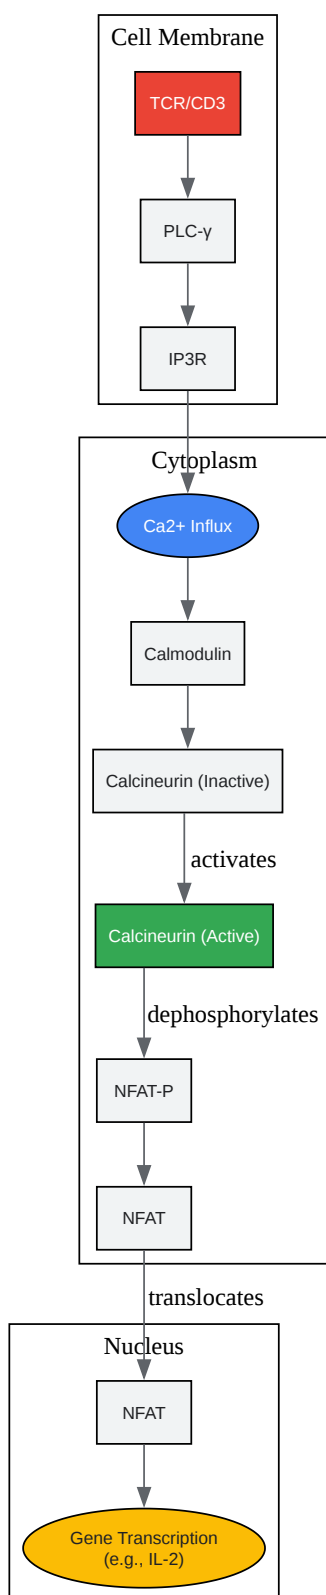 Cell Membrane
TCR/CD3
PLC-γ
IP3R
Cytoplasm
Ca2+ Influx
Calmodulin
Calcineurin (Inactive)
activates
Calcineurin (Active)
dephosphorylates
NFAT-P
NFAT
translocates
Nucleus
NFAT
Gene Transcription
(e.g., IL-2)